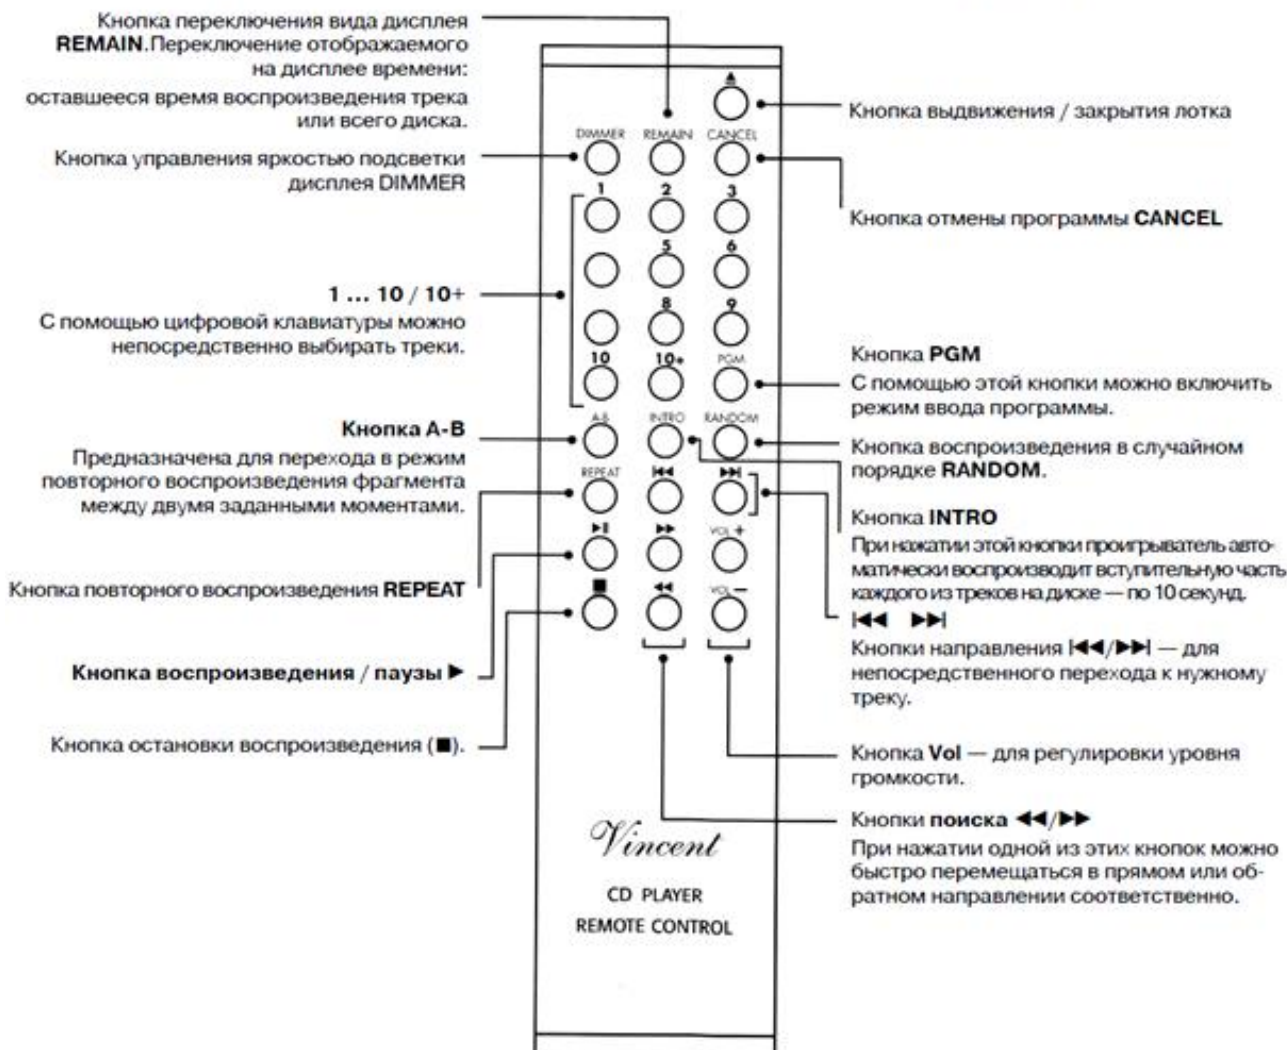 Кнопка переключения вида дисплея
REMAIN.Переключение отображаемого
на дисплее времени:
оставшееся время воспроизведения трека
или всего диска.
Кнопка управления яркостью подсветки
дисплея DIMMER
1 ... 10 / 10+
С помощью цифровой клавиатуры можно
непосредственно выбирать треки.
Кнопка A-B
Предназначена для перехода в режим
повторного воспроизведения фрагмента
между двумя заданными моментами.
Кнопка повторного воспроизведения REPEAT
Кнопка воспроизведения / паузы ▶
Кнопка остановки воспроизведения (■).
▲
DIMMER REMAIN CANCEL
1 2 3
5 6
8 9
10 10+ PGM
A-B INTRO RANDOM
REPEAT |◀◀ ▶▶|
▶|| ▶▶ VOL +
■ ◀◀ VOL —
Vincent
CD PLAYER
REMOTE CONTROL
Кнопка выдвижения / закрытия лотка
Кнопка отмены программы CANCEL
Кнопка PGM
С помощью этой кнопки можно включить
режим ввода программы.
Кнопка воспроизведения в случайном
порядке RANDOM.
Кнопка INTRO
При нажатии этой кнопки проигрыватель авто-
матически воспроизводит вступительную часть
каждого из треков на диске — по 10 секунд.
|◀◀ ▶▶|
Кнопки направления |◀◀/▶▶| — для
непосредственного перехода к нужному
треку.
Кнопка Vol — для регулировки уровня
громкости.
Кнопки поиска ◀◀/▶▶
При нажатии одной из этих кнопок можно
быстро перемещаться в прямом или об-
ратном направлении соответственно.